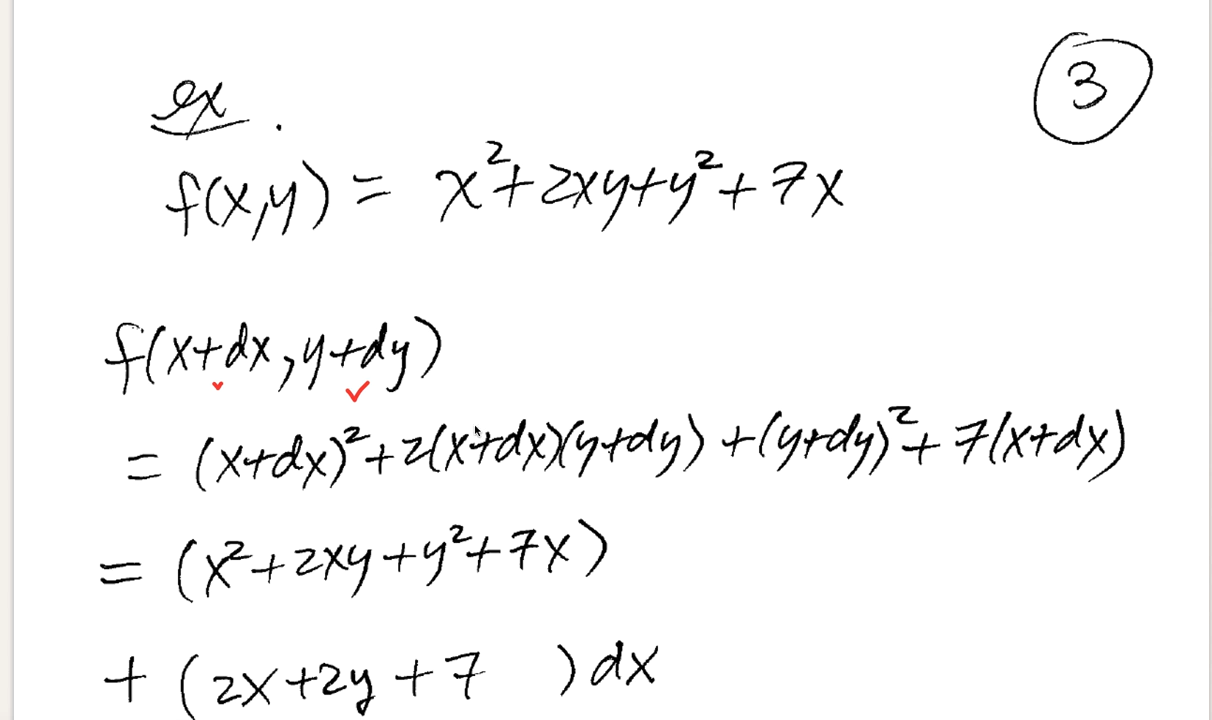 ③
ex.
f(x,y) = x²+2xy+y²+7x
f(x+dx, y+dy)
= (x+dx)²+2(x+dx)(y+dy)+(y+dy)²+7(x+dx)
= (x²+2xy+y²+7x)
+ (2x+2y+7 )dx